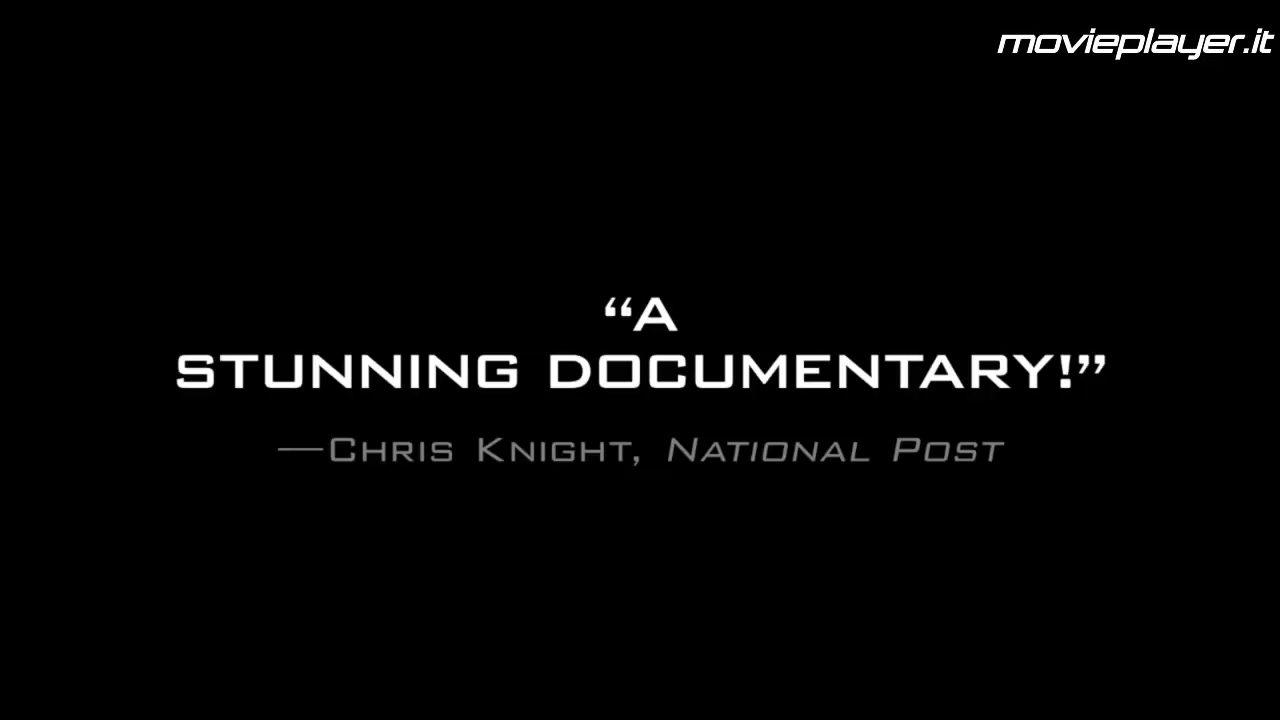 movieplayer.it
“A
STUNNING DOCUMENTARY!”
—CHRIS KNIGHT, NATIONAL POST